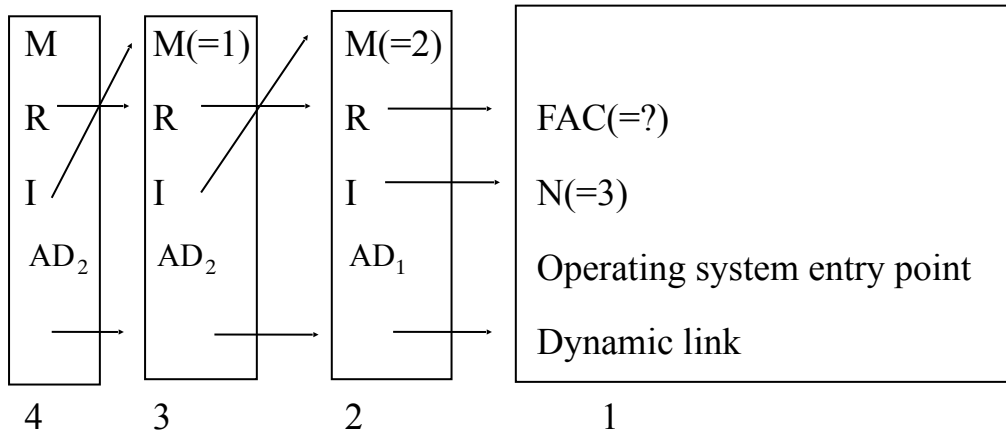 M M(=1) M(=2)
R R R FAC(=?)
I I I N(=3)
AD₂ AD₂ AD₁ Operating system entry point
Dynamic link
4 3 2 1